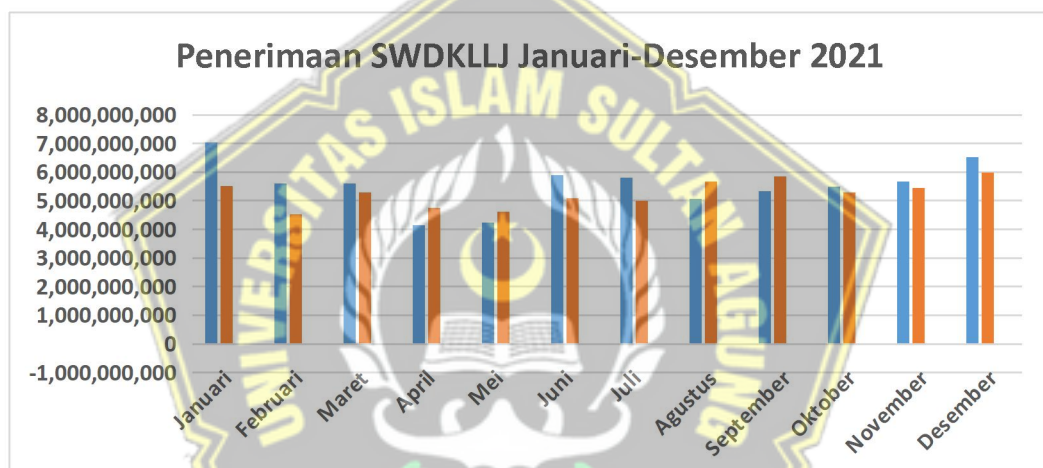 Penerimaan SWDKLLJ Januari-Desember 2021
UNIVERSITAS ISLAM SULTAN AGUNG
8,000,000,000
7,000,000,000
6,000,000,000
5,000,000,000
4,000,000,000
3,000,000,000
2,000,000,000
1,000,000,000
0
-1,000,000,000
Januari
Februari
Maret
April
Mei
Juni
Juli
Agustus
September
Oktober
November
Desember